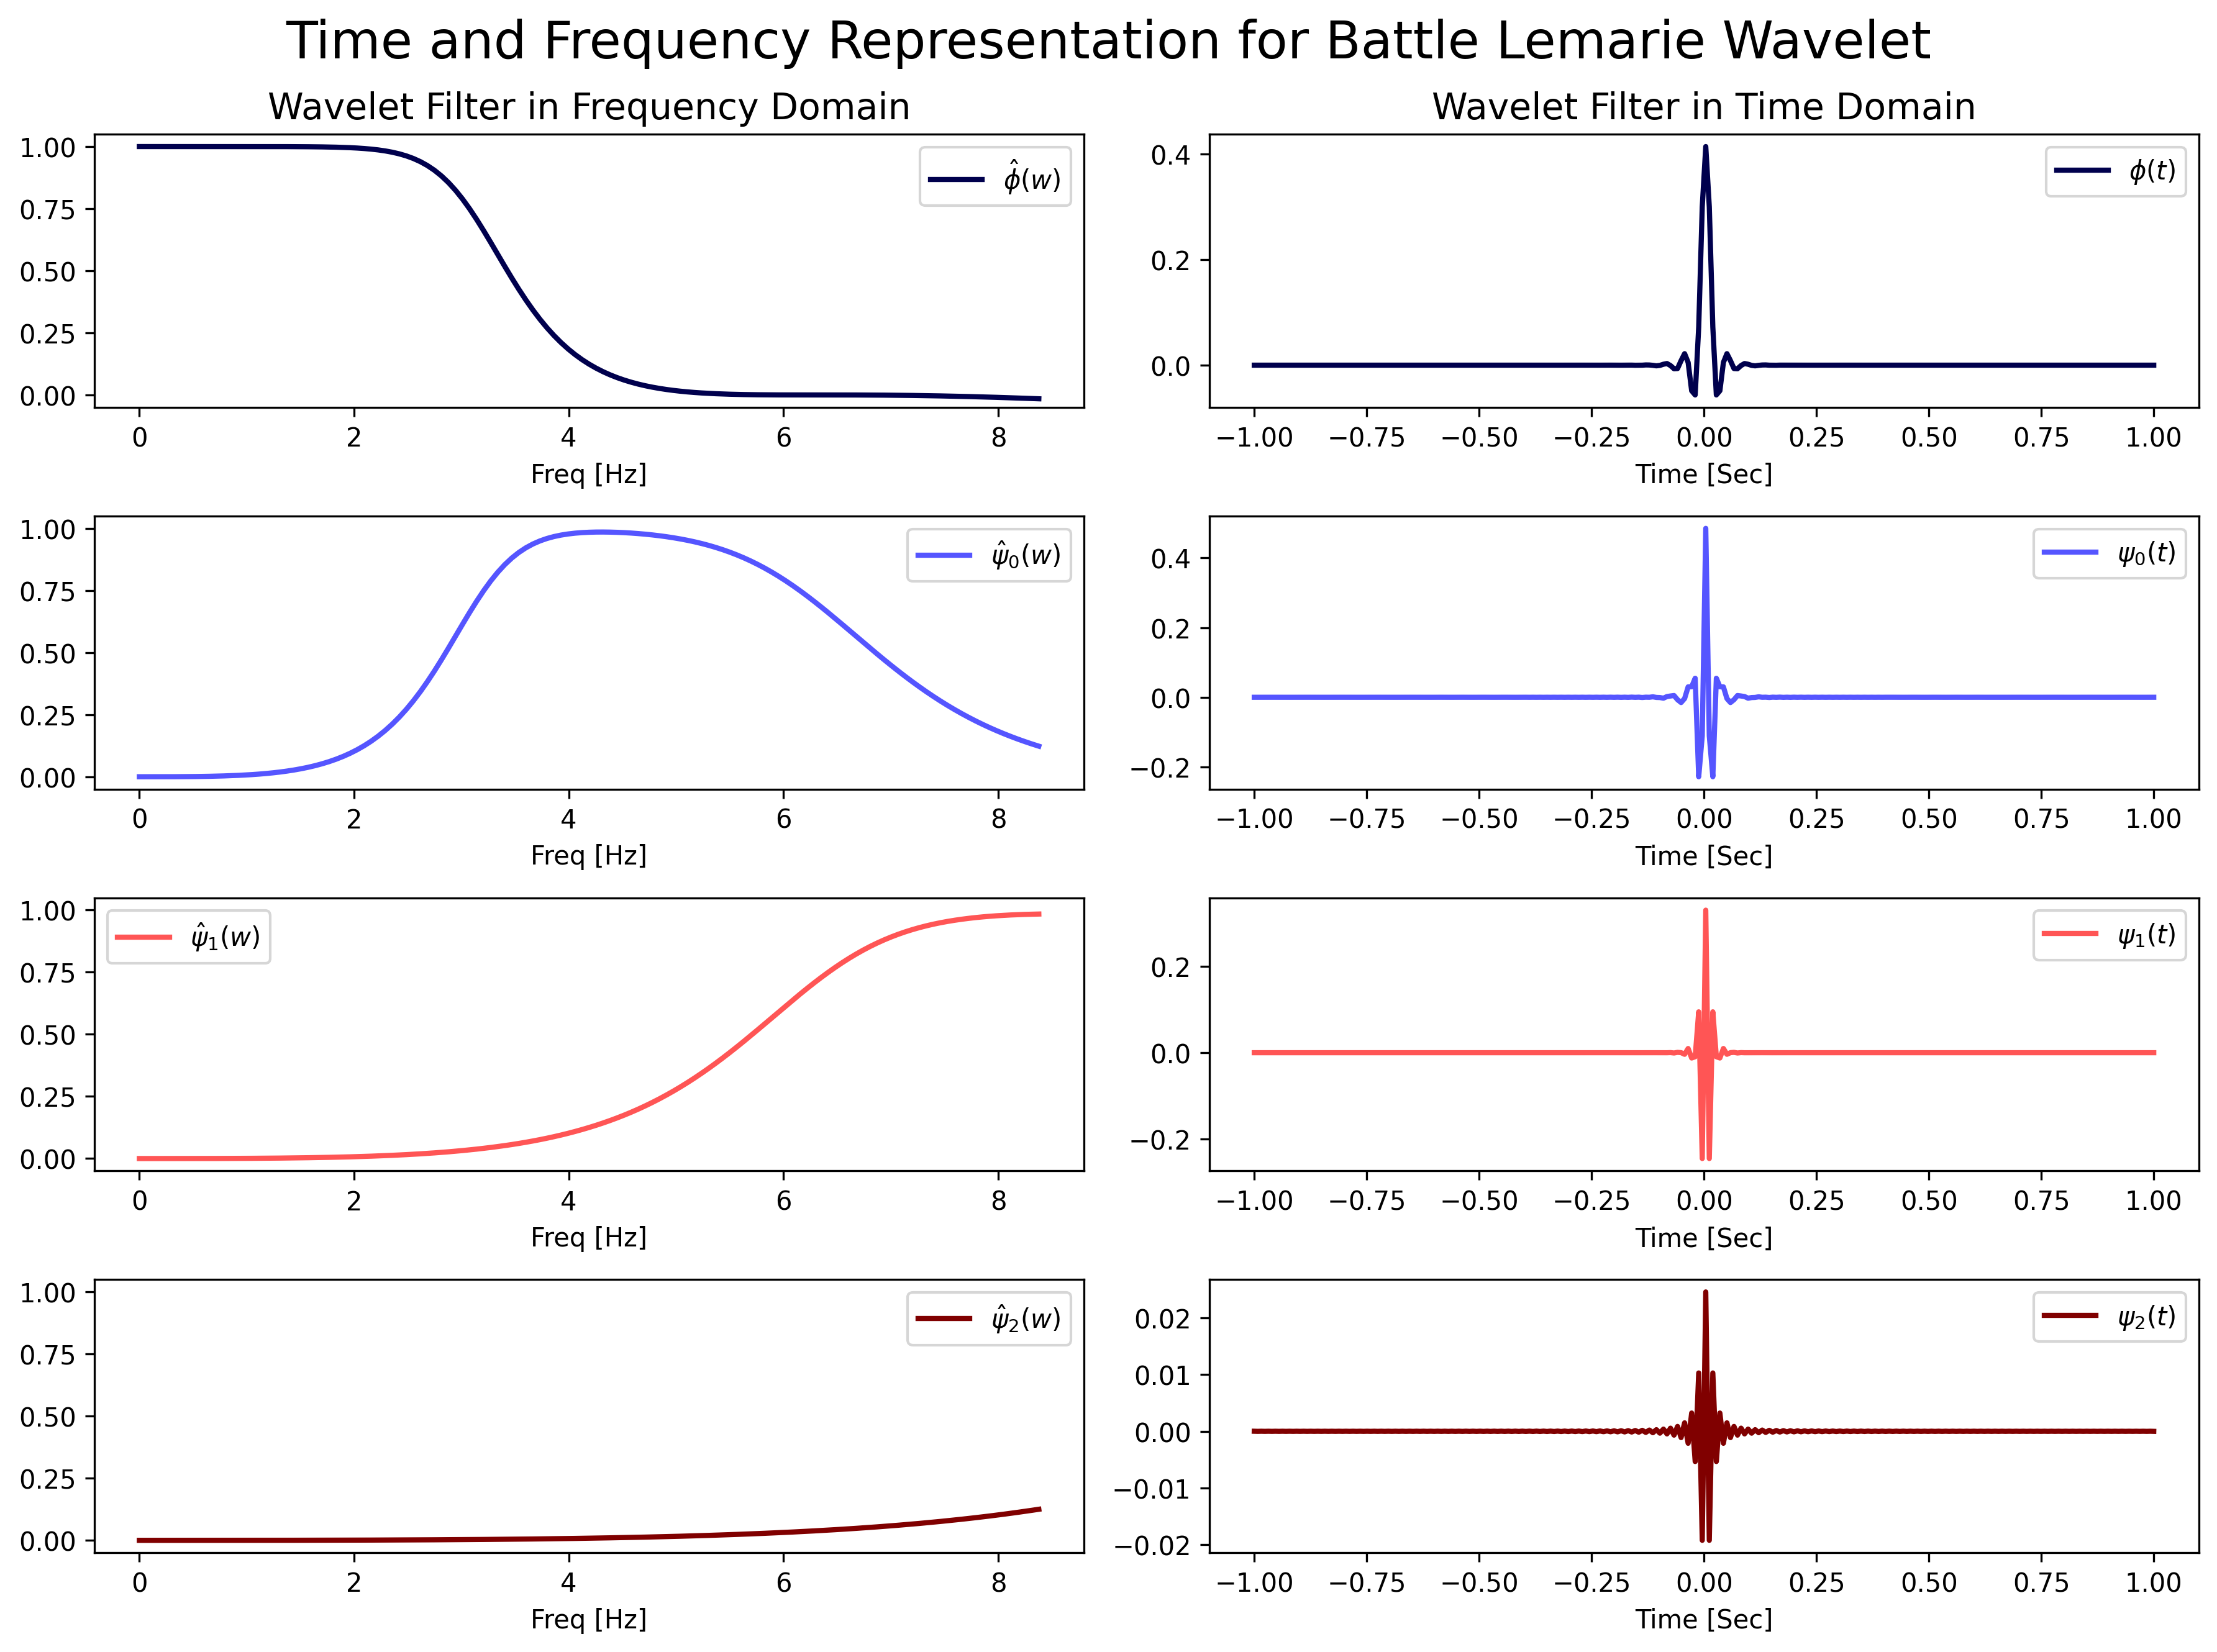 Time and Frequency Representation for Battle Lemarie Wavelet
Wavelet Filter in Frequency Domain
1.00
0.75
0.50
0.25
0.00
ϕ̂(w)
0 2 4 6 8
Freq [Hz]
Wavelet Filter in Time Domain
0.4
0.2
0.0
ϕ(t)
−1.00 −0.75 −0.50 −0.25 0.00 0.25 0.50 0.75 1.00
Time [Sec]
1.00
0.75
0.50
0.25
0.00
ψ̂₀(w)
0 2 4 6 8
Freq [Hz]
0.4
0.2
0.0
−0.2
ψ₀(t)
−1.00 −0.75 −0.50 −0.25 0.00 0.25 0.50 0.75 1.00
Time [Sec]
1.00
0.75
0.50
0.25
0.00
ψ̂₁(w)
0 2 4 6 8
Freq [Hz]
0.2
0.0
−0.2
ψ₁(t)
−1.00 −0.75 −0.50 −0.25 0.00 0.25 0.50 0.75 1.00
Time [Sec]
1.00
0.75
0.50
0.25
0.00
ψ̂₂(w)
0 2 4 6 8
Freq [Hz]
0.02
0.01
0.00
−0.01
−0.02
ψ₂(t)
−1.00 −0.75 −0.50 −0.25 0.00 0.25 0.50 0.75 1.00
Time [Sec]